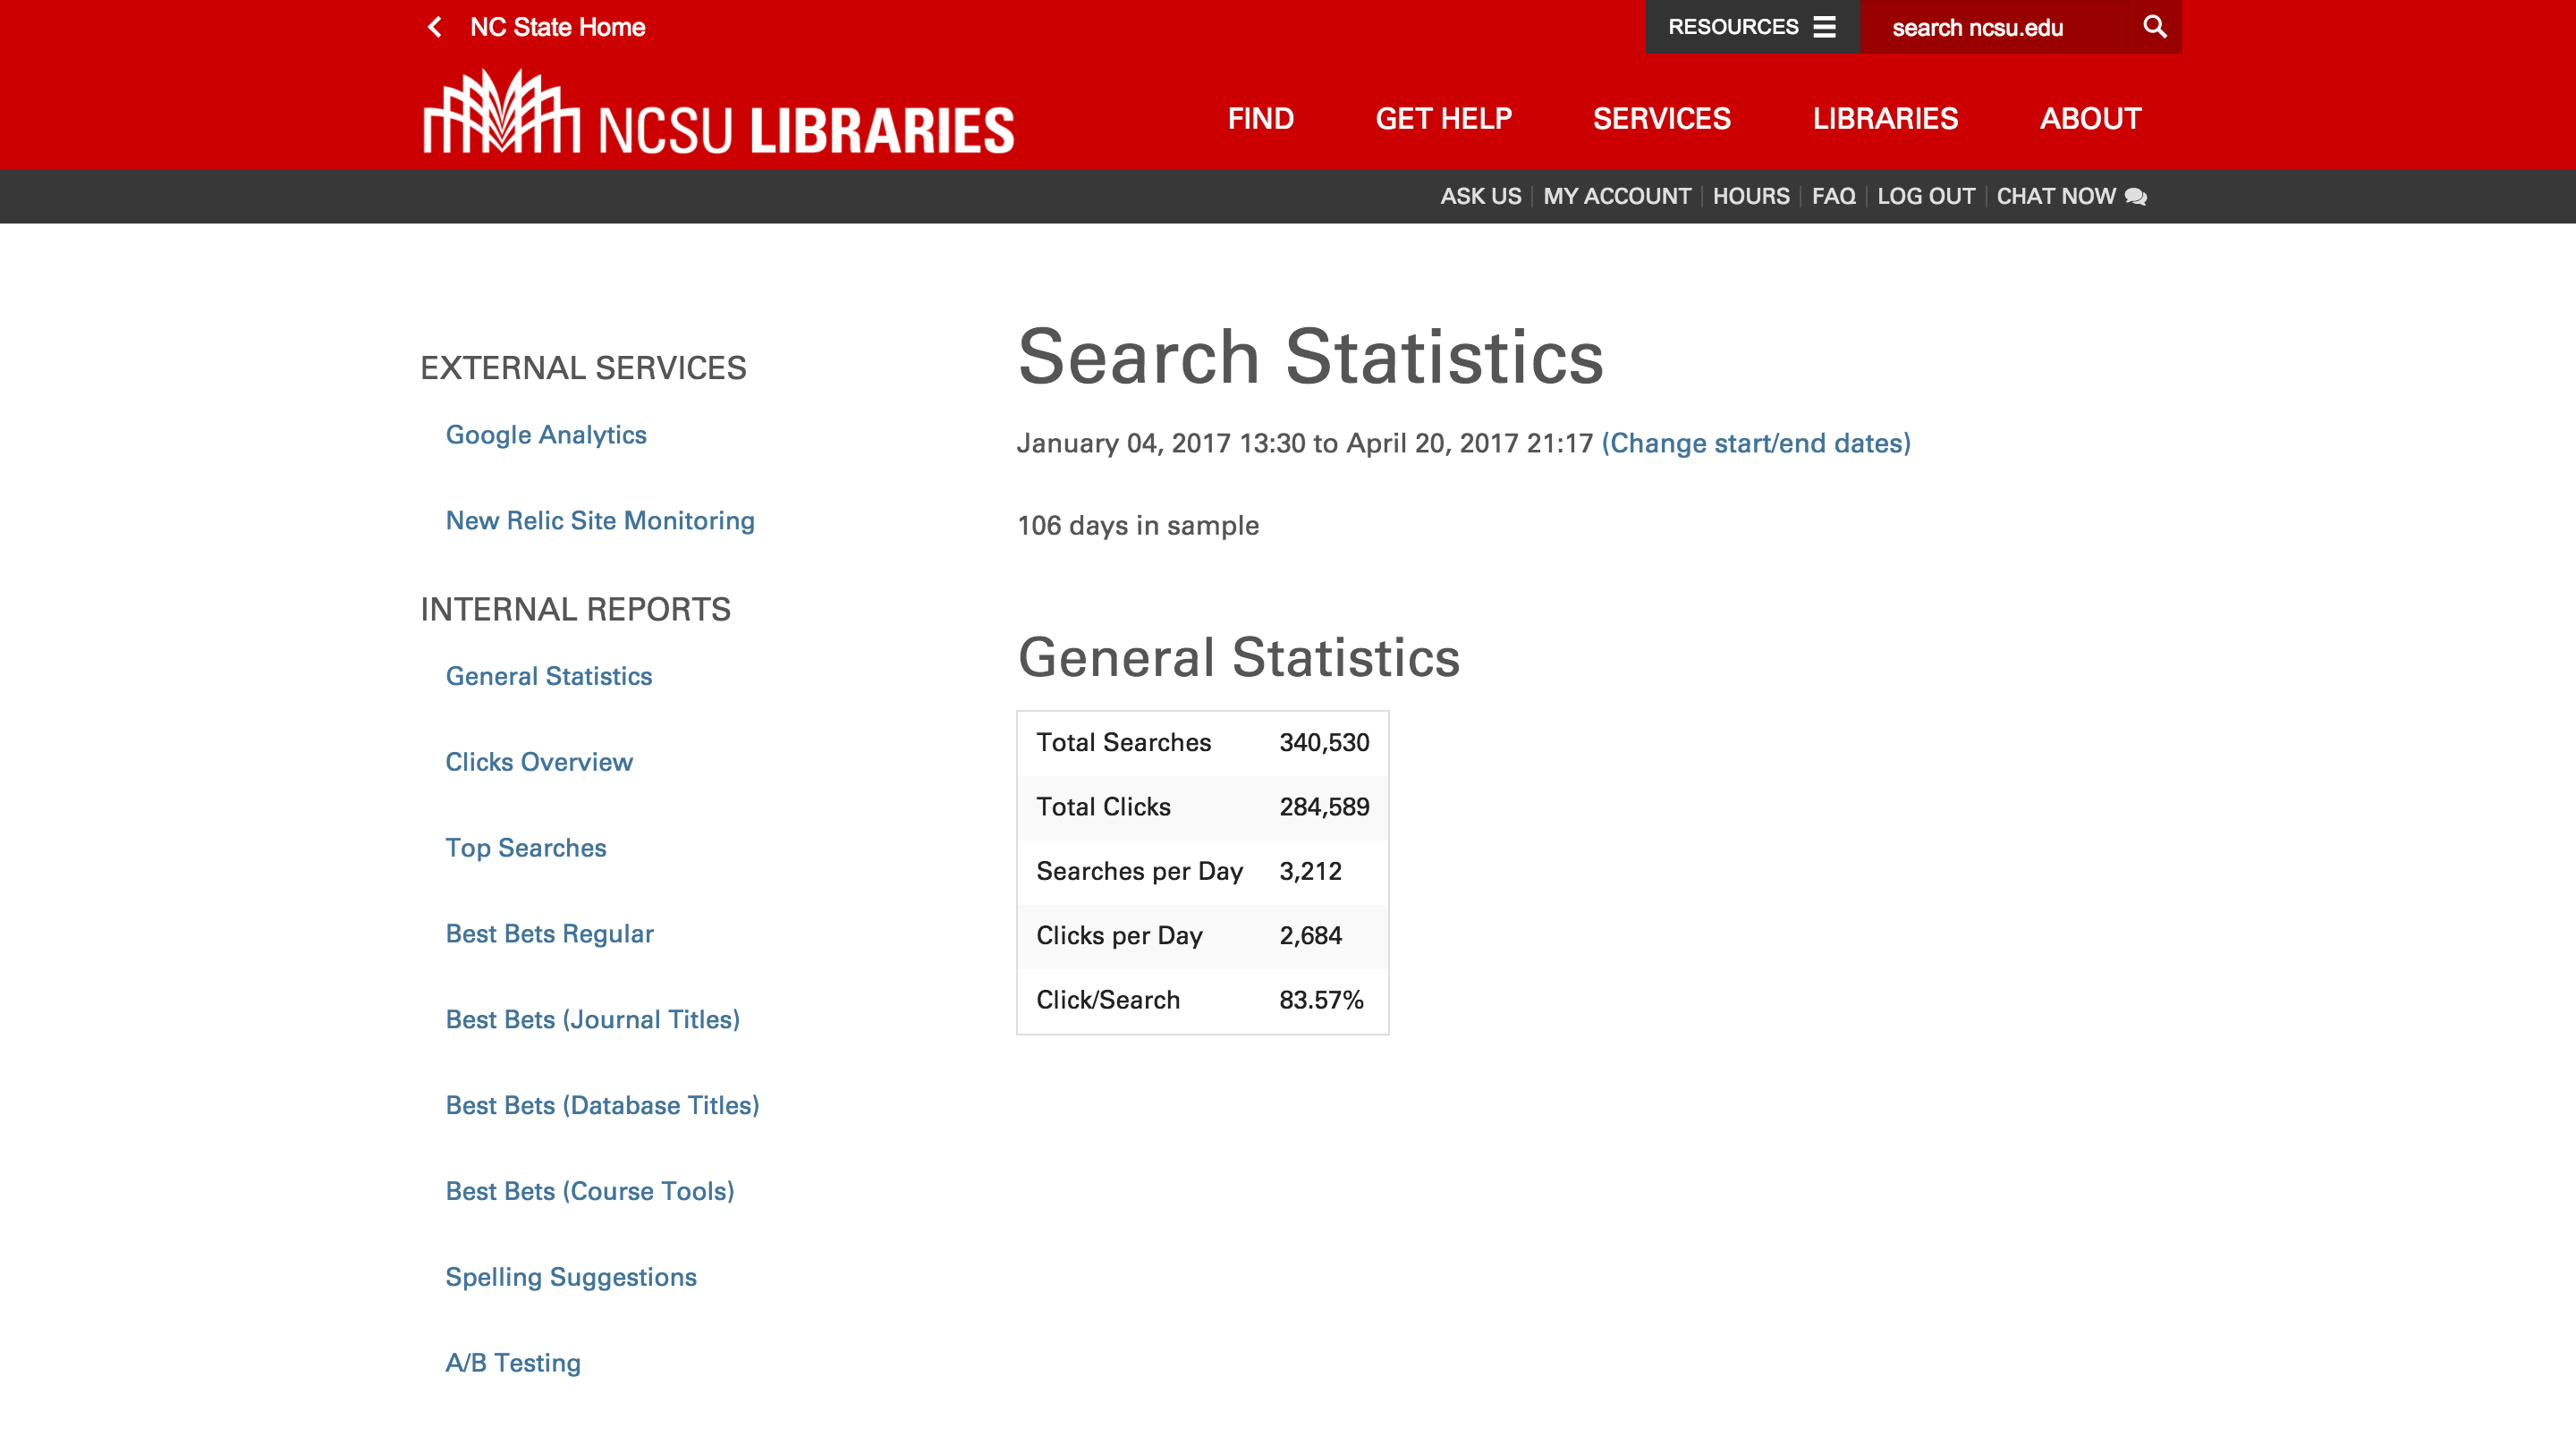 NC State Home
RESOURCES
search ncsu.edu
NCSU LIBRARIES
FIND
GET HELP
SERVICES
LIBRARIES
ABOUT
ASK US
MY ACCOUNT
HOURS
FAQ
LOG OUT
CHAT NOW
EXTERNAL SERVICES
Google Analytics
New Relic Site Monitoring
INTERNAL REPORTS
General Statistics
Clicks Overview
Top Searches
Best Bets Regular
Best Bets (Journal Titles)
Best Bets (Database Titles)
Best Bets (Course Tools)
Spelling Suggestions
A/B Testing
Search Statistics
January 04, 2017 13:30 to April 20, 2017 21:17 (Change start/end dates)
106 days in sample
General Statistics
Total Searches 340,530
Total Clicks 284,589
Searches per Day 3,212
Clicks per Day 2,684
Click/Search 83.57%